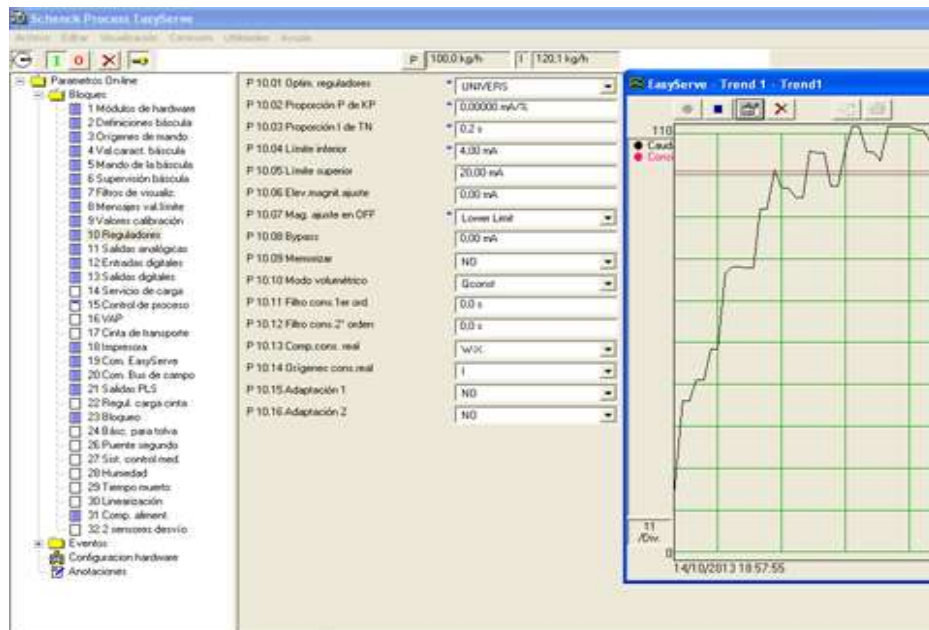 Schenck Process EasyServe
Archivo Editar Visualización Comandos Utilidades Ayuda
I 0 P 100,0 kg/h I 120,1 kg/h
Parametros On-line
Bloques
1 Módulos de hardware
2 Definiciones báscula
3 Orígenes de mando
4 Val.caract. báscula
5 Mando de la báscula
6 Supervisión báscula
7 Filtros de visualiz.
8 Mensajes val.límite
9 Valores calibración
10 Reguladores
11 Salidas analógicas
12 Entradas digitales
13 Salidas digitales
14 Servicio de carga
15 Control de proceso
16 VAP
17 Cinta de transporte
18 Impresora
19 Com. EasyServe
20 Com. Bus de campo
21 Salidas PLS
22 Regul. carga cinta
23 Bloqueo
24 Básc. para tolva
26 Puente segundo
27 Sist. control med.
28 Humedad
29 Tiempo muerto
30 Linearización
31 Comp. aliment.
32 2 sensores desvío
Eventos
Configuracion hardware
Anotaciones
P 10.01 Optim. reguladores * UNIVERS
P 10.02 Proporción P de KP * 0,00000 mA/%
P 10.03 Proporción I de TN * 0,2 s
P 10.04 Límite inferior * 4,00 mA
P 10.05 Límite superior 20,00 mA
P 10.06 Elev.magnit.ajuste 0,00 mA
P 10.07 Mag. ajuste en OFF * Lower Limit
P 10.08 Bypass 0,00 mA
P 10.09 Memorizar NO
P 10.10 Modo volumétrico Qconst
P 10.11 Filtro cons.1er ord 0,0 s
P 10.12 Filtro cons.2° orden 0,0 s
P 10.13 Comp.cons. real WX
P 10.14 Orígenes cons.real I
P 10.15 Adaptación 1 NO
P 10.16 Adaptación 2 NO
EasyServe - Trend 1 - Trend1
110
Caud
Cons
11
/Div.
0
14/10/2013 18:57:55